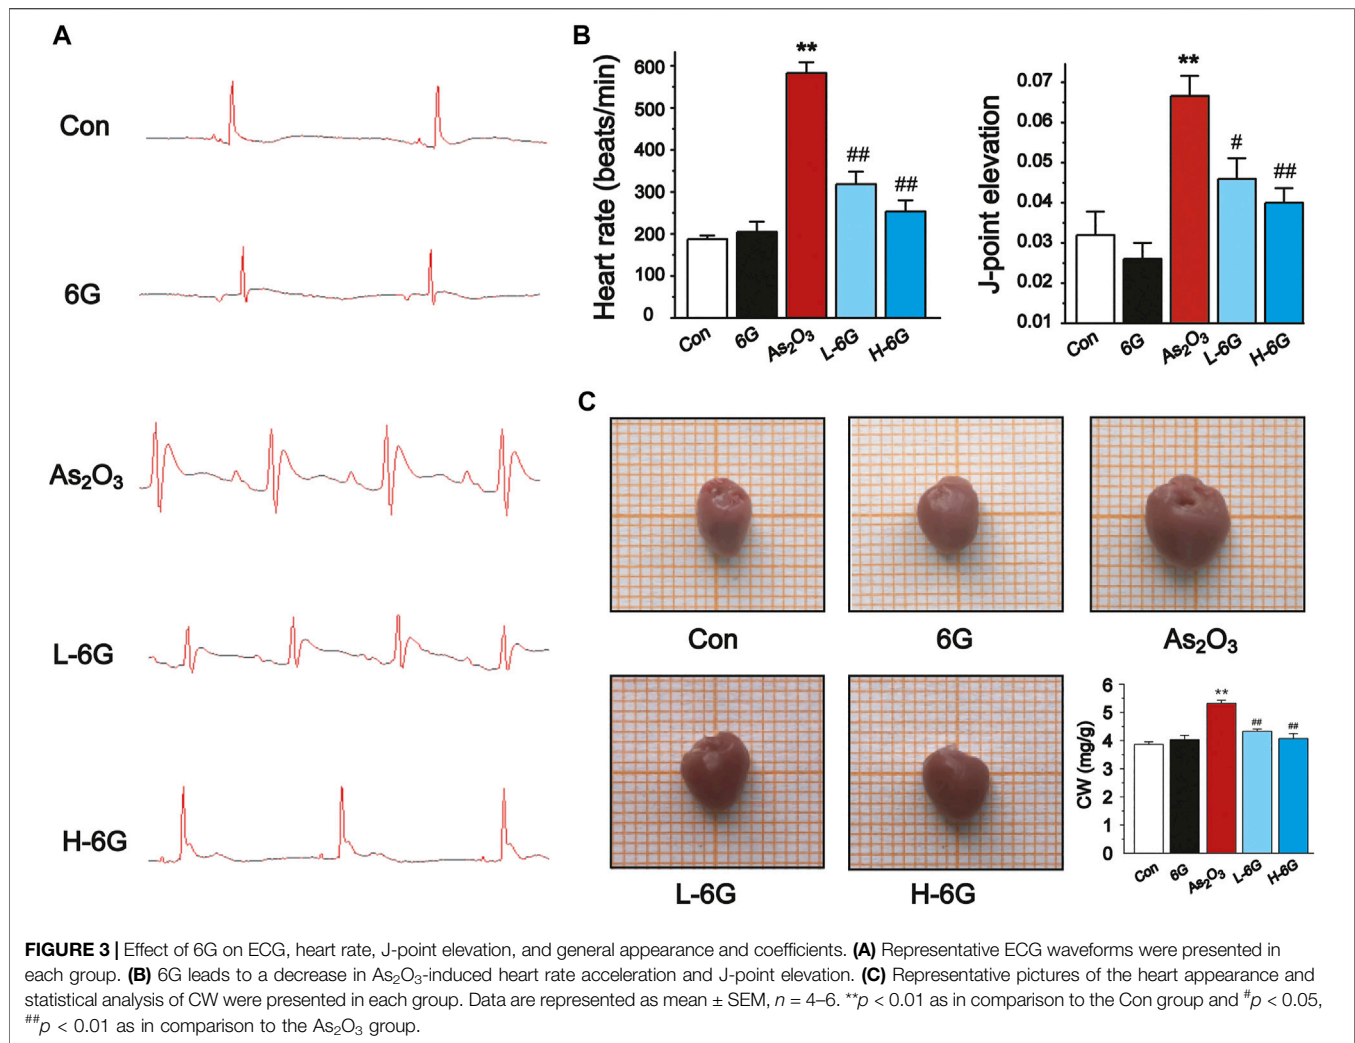 A
Con
6G
As₂O₃
L-6G
H-6G
B
Heart rate (beats/min)
600
500
400
300
200
100
0
**
##
##
Con
6G
As₂O₃
L-6G
H-6G
J-point elevation
0.07
0.06
0.05
0.04
0.03
0.02
0.01
**
#
##
Con
6G
As₂O₃
L-6G
H-6G
C
Con
6G
As₂O₃
L-6G
H-6G
CW (mg/g)
6
5
4
3
2
1
0
**
##
##
Con
6G
As₂O₃
L-6G
H-6G
FIGURE 3 | Effect of 6G on ECG, heart rate, J-point elevation, and general appearance and coefficients. (A) Representative ECG waveforms were presented in
each group. (B) 6G leads to a decrease in As₂O₃-induced heart rate acceleration and J-point elevation. (C) Representative pictures of the heart appearance and
statistical analysis of CW were presented in each group. Data are represented as mean ± SEM, n = 4–6. **p < 0.01 as in comparison to the Con group and #p < 0.05,
##p < 0.01 as in comparison to the As₂O₃ group.